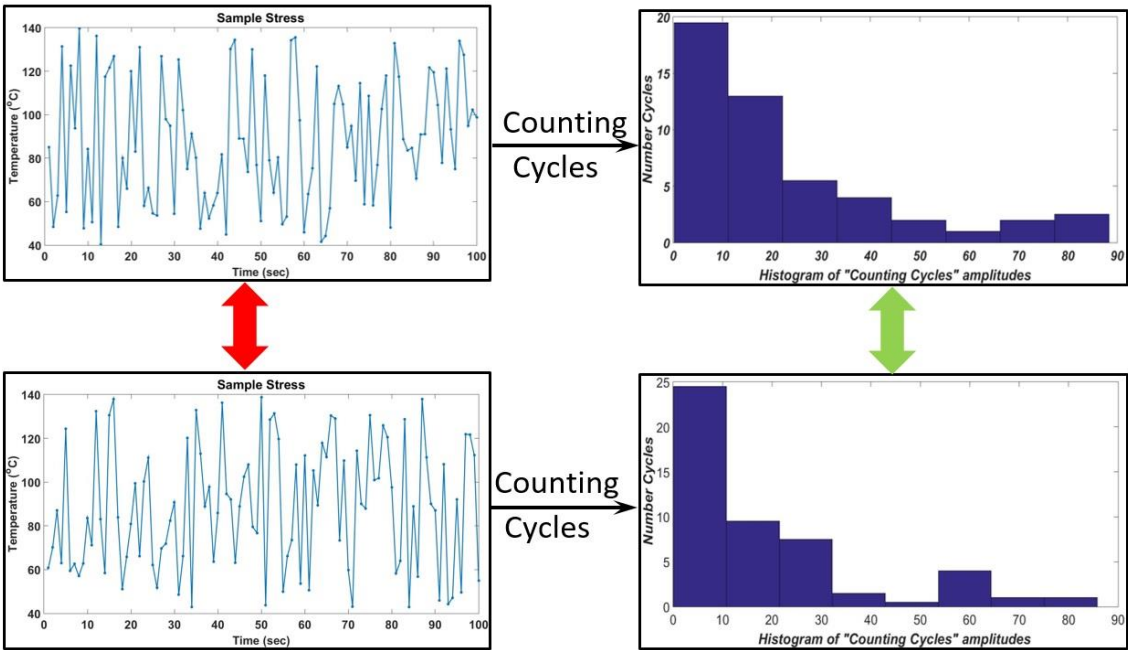 Sample Stress
140
120
100
80
60
40
Temperature (°C)
0 10 20 30 40 50 60 70 80 90 100
Time (sec)
Counting
Cycles
20
15
10
5
0
Number Cycles
0 10 20 30 40 50 60 70 80 90
Histogram of "Counting Cycles" amplitudes
Sample Stress
140
120
100
80
60
40
Temperature (°C)
0 10 20 30 40 50 60 70 80 90 100
Time (sec)
Counting
Cycles
25
20
15
10
5
0
Number Cycles
0 10 20 30 40 50 60 70 80 90
Histogram of "Counting Cycles" amplitudes